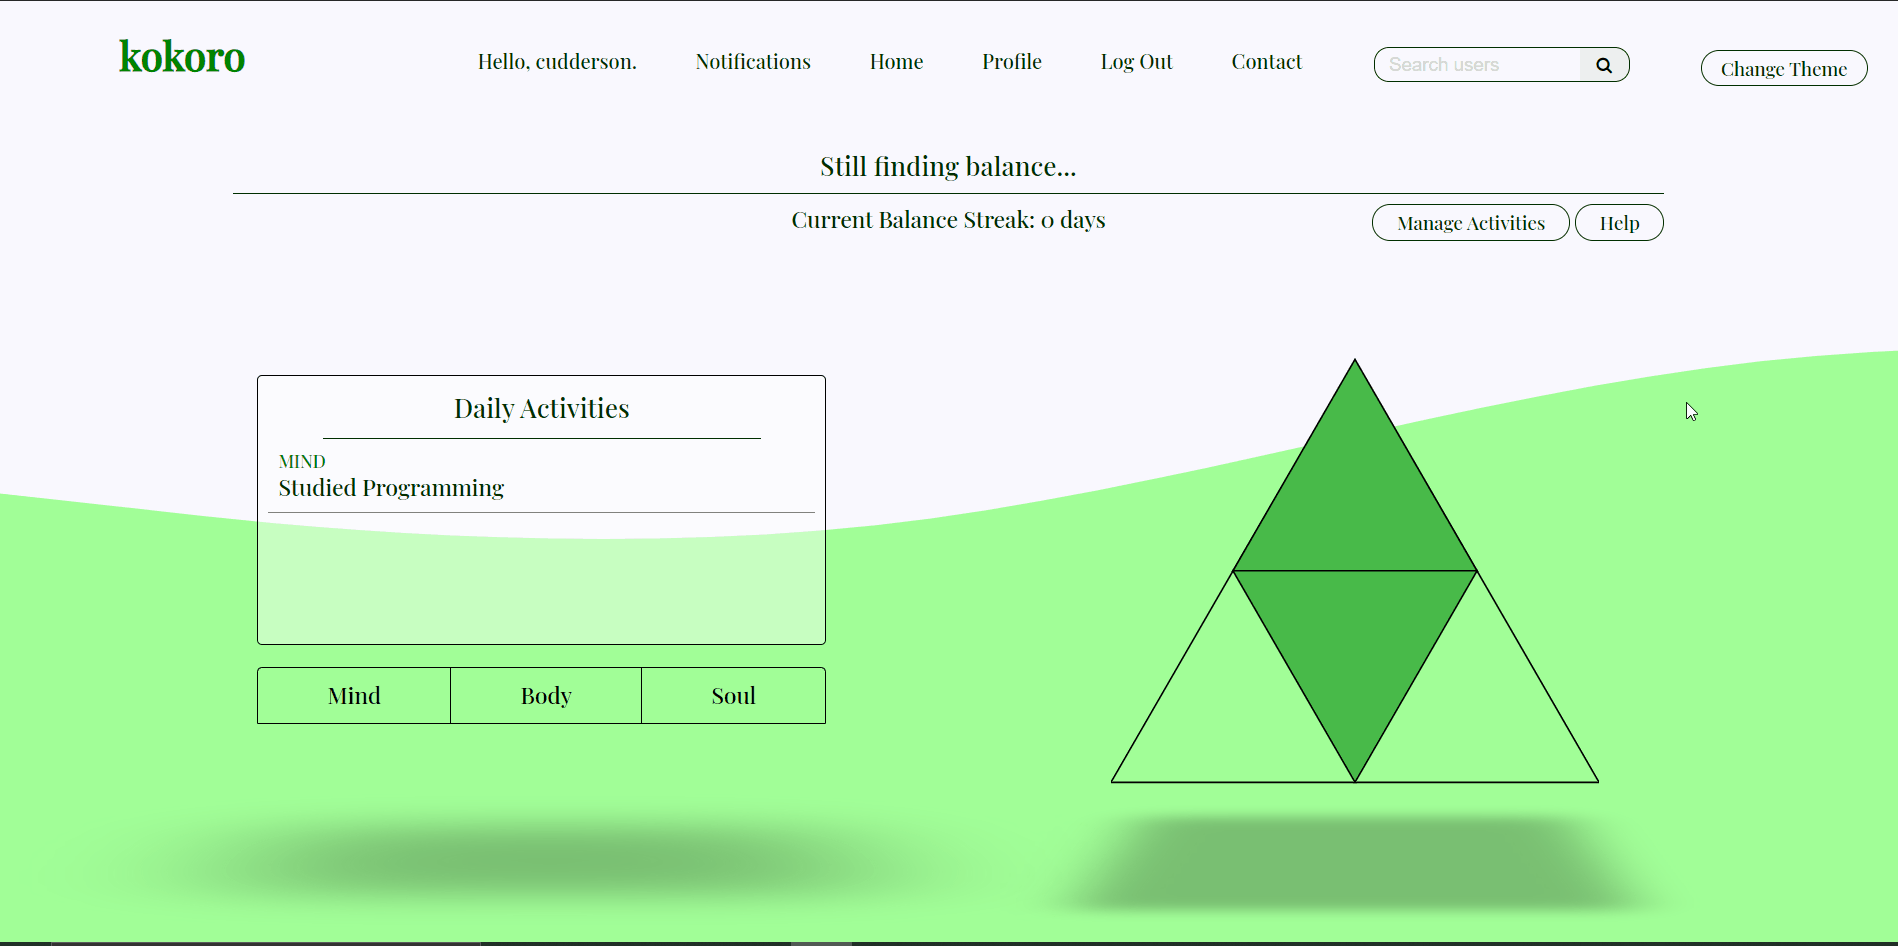 kokoro
Hello, cudderson.
Notifications
Home
Profile
Log Out
Contact
Search users
Change Theme
Still finding balance...
Current Balance Streak: 0 days
Manage Activities
Help
Daily Activities
MIND
Studied Programming
Mind
Body
Soul